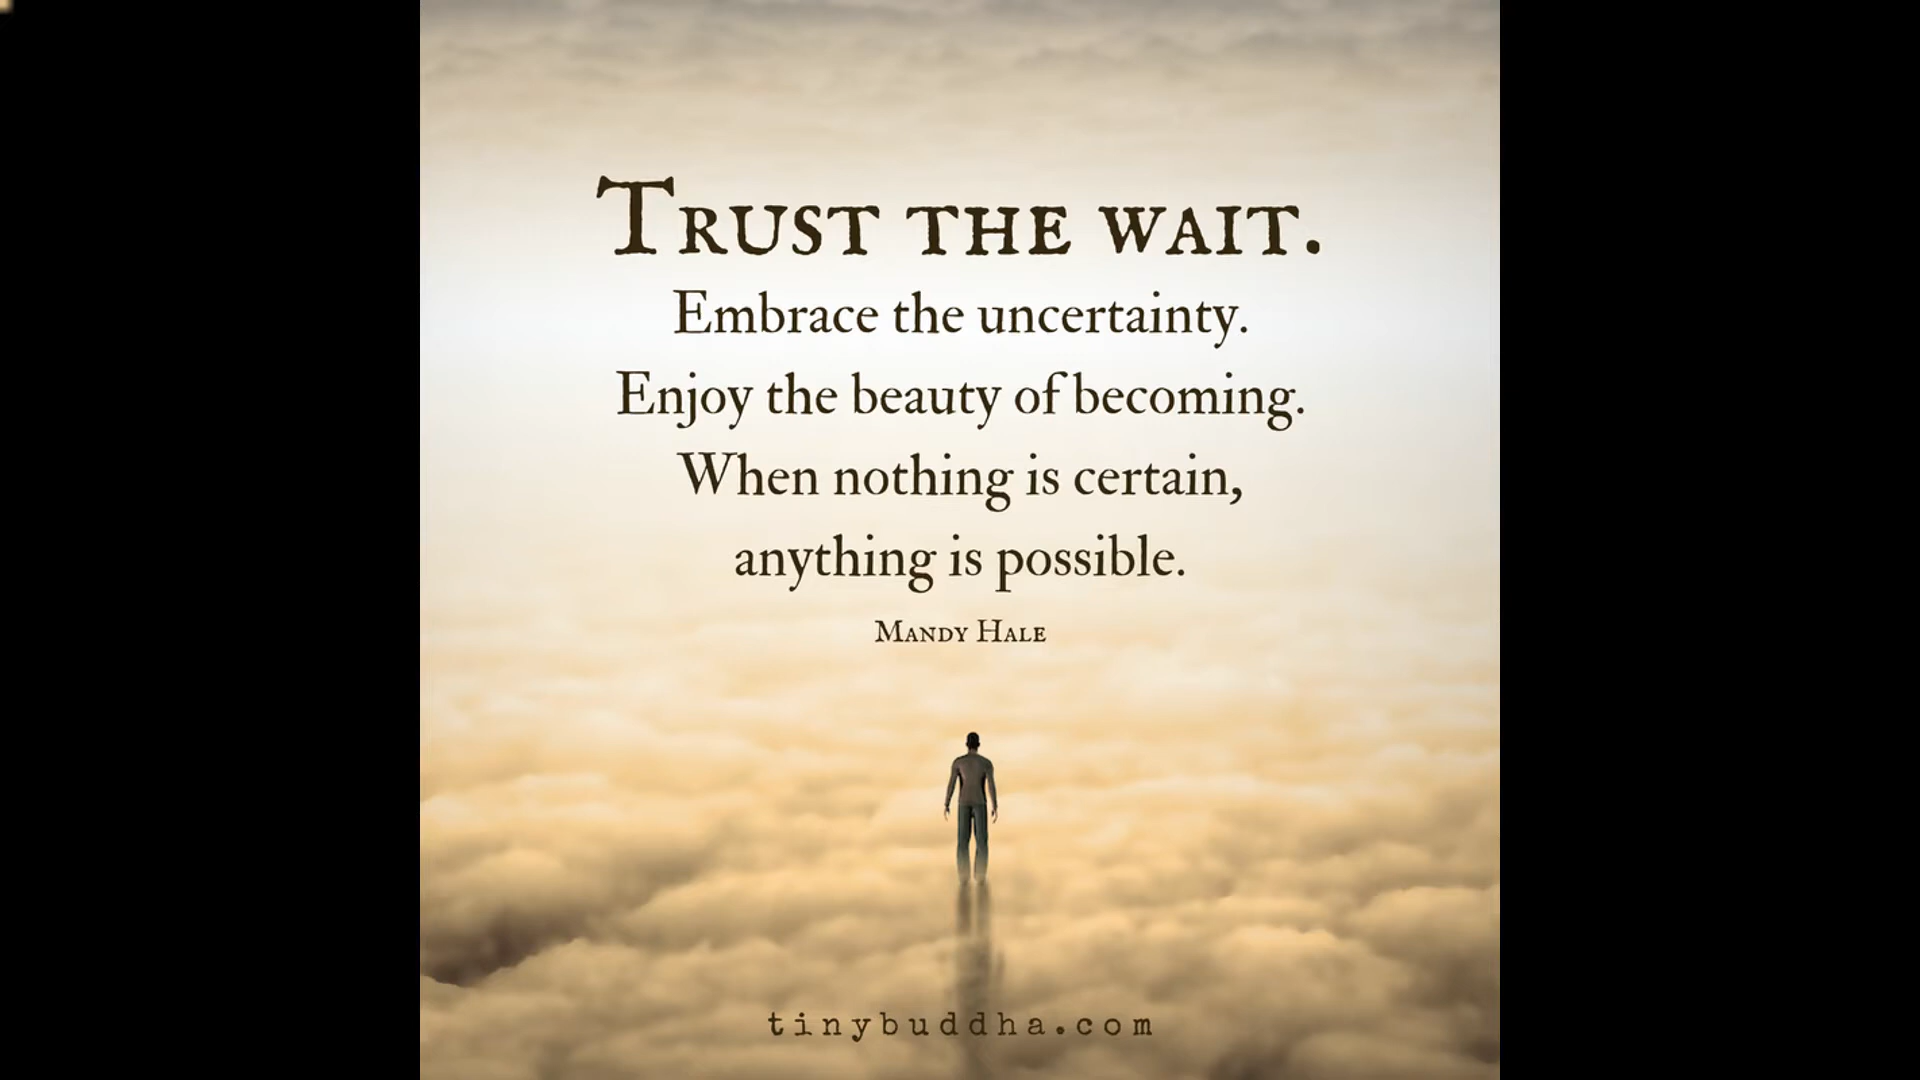 Trust the wait.
Embrace the uncertainty.
Enjoy the beauty of becoming.
When nothing is certain,
anything is possible.
Mandy Hale
tinybuddha.com